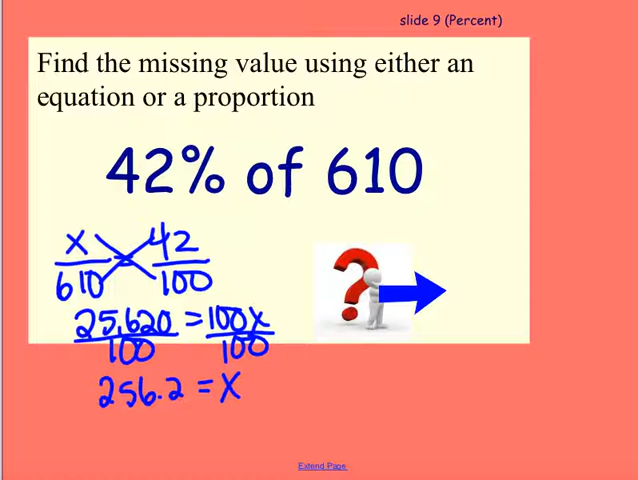 slide 9 (Percent)
Find the missing value using either an
equation or a proportion
42% of 610
x/610 = 42/100
25,620/100 = 100x/100
256.2 = x
?
Extend Page